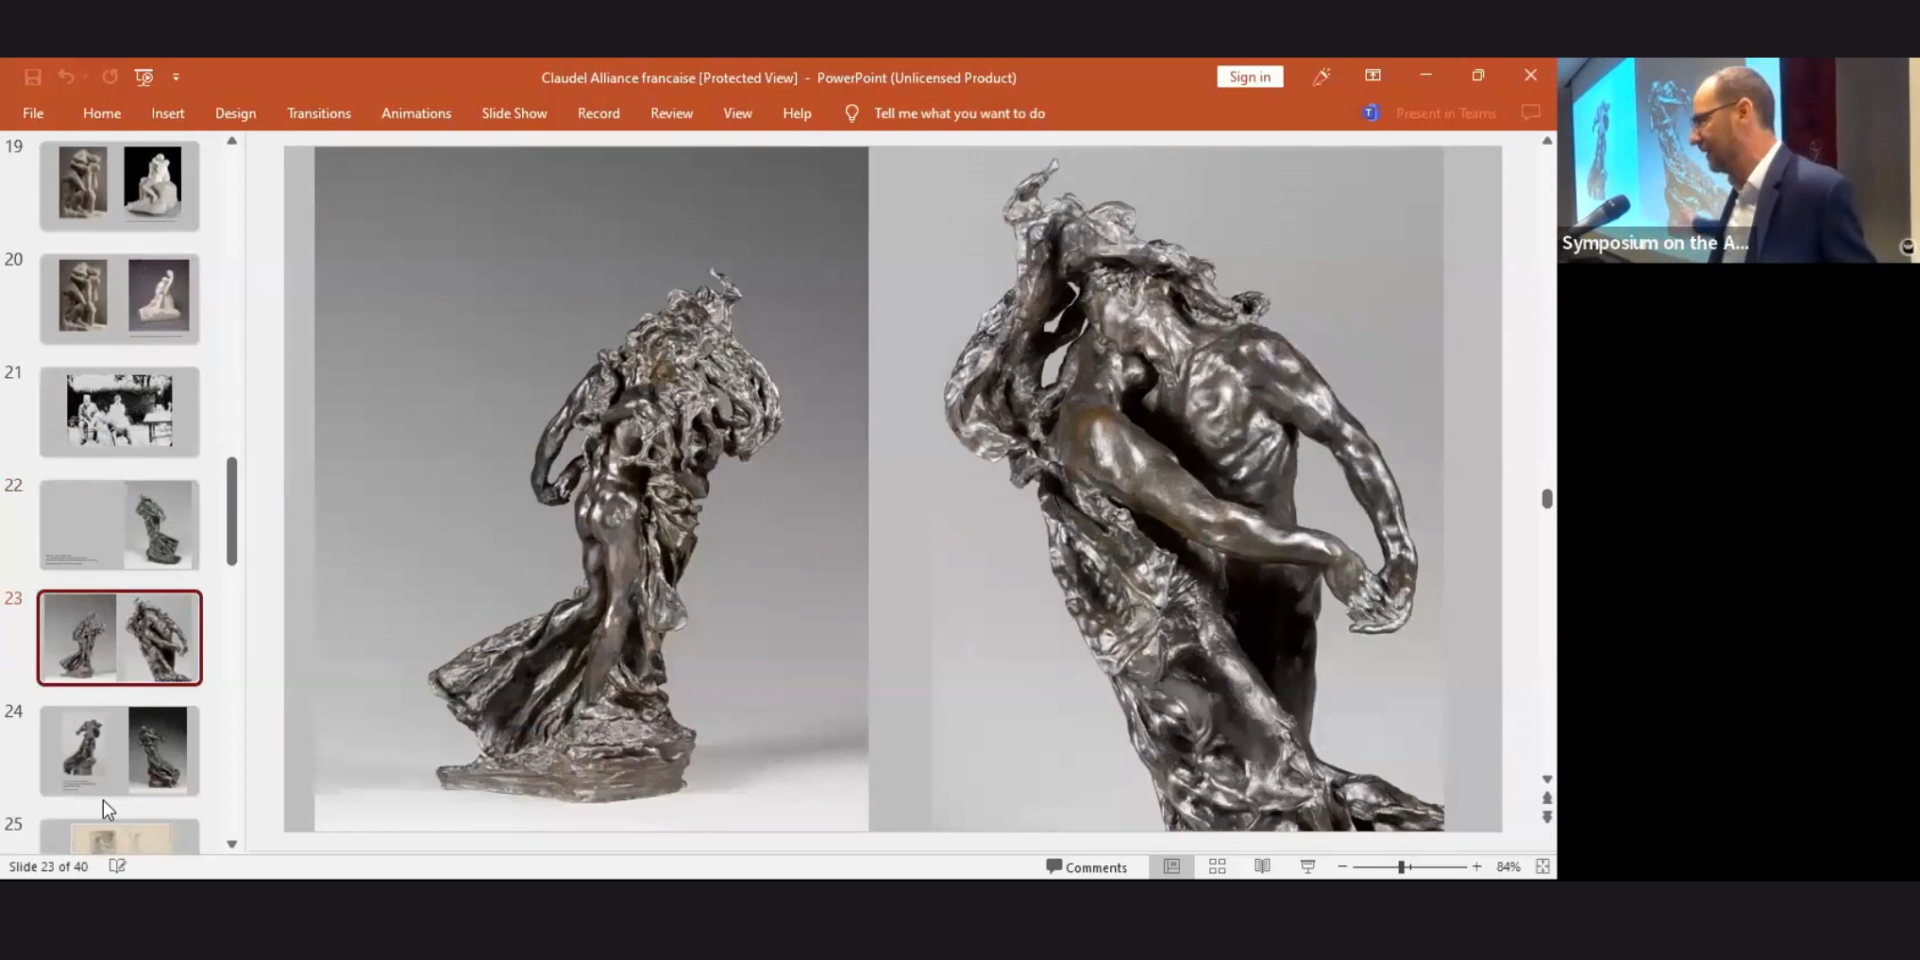 Claudel Alliance francaise [Protected View] - PowerPoint (Unlicensed Product)
Sign in
File Home Insert Design Transitions Animations Slide Show Record Review View Help Tell me what you want to do
Present in Teams
Symposium on the A...
19
20
21
22
23
24
25
Slide 23 of 40
Comments
84%